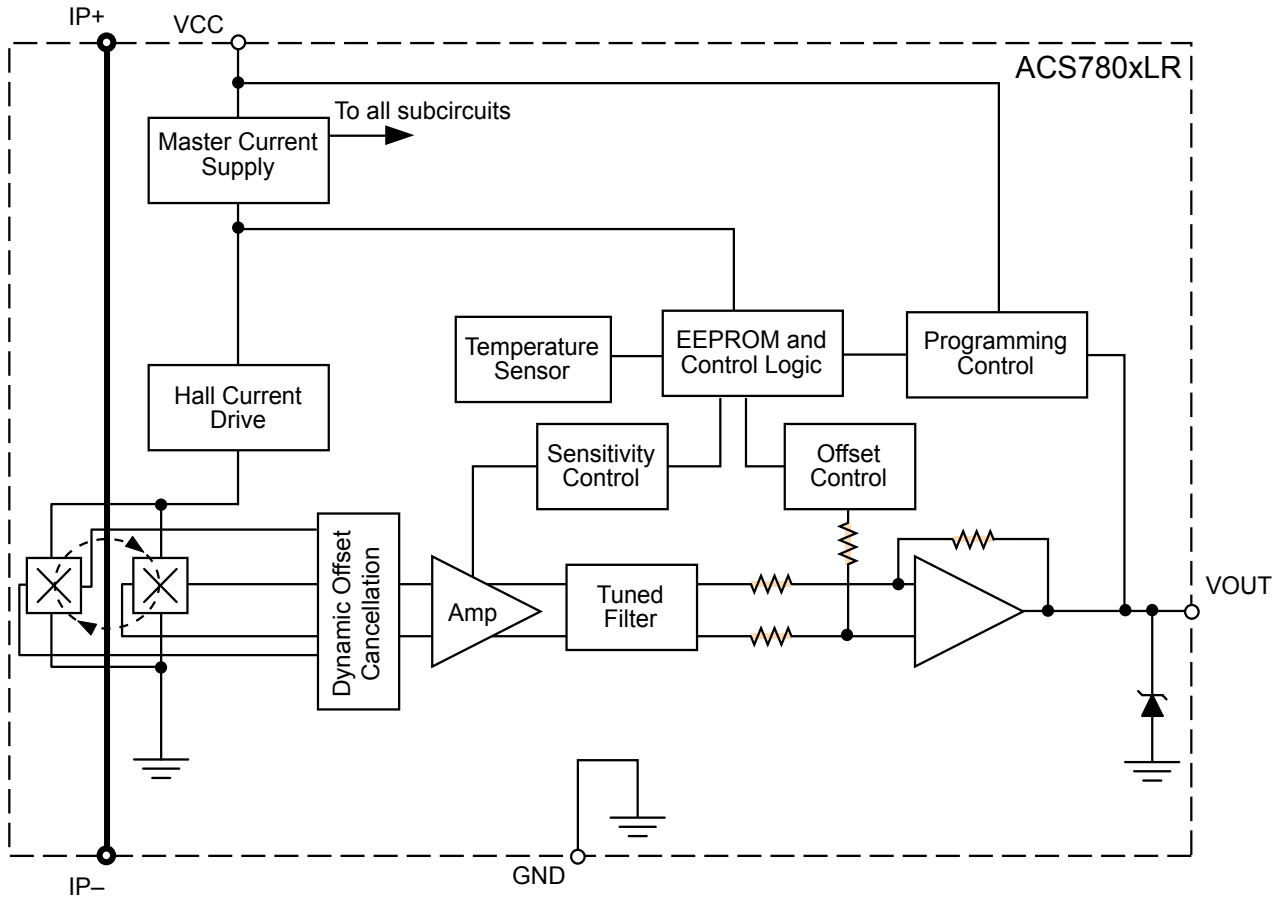 IP+
VCC
ACS780xLR
To all subcircuits
Master Current
Supply
Temperature
Sensor
EEPROM and
Control Logic
Programming
Control
Hall Current
Drive
Sensitivity
Control
Offset
Control
Dynamic Offset
Cancellation
Amp
Tuned
Filter
VOUT
GND
IP–